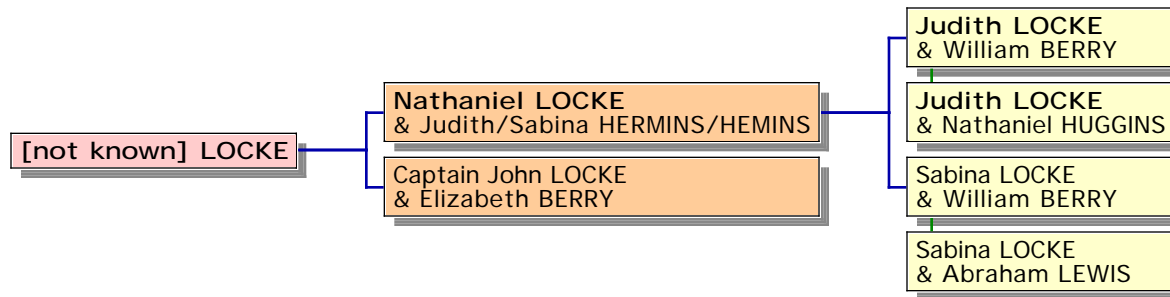 [not known] LOCKE
Nathaniel LOCKE
& Judith/Sabina HERMINS/HEMINS
Captain John LOCKE
& Elizabeth BERRY
Judith LOCKE
& William BERRY
Judith LOCKE
& Nathaniel HUGGINS
Sabina LOCKE
& William BERRY
Sabina LOCKE
& Abraham LEWIS